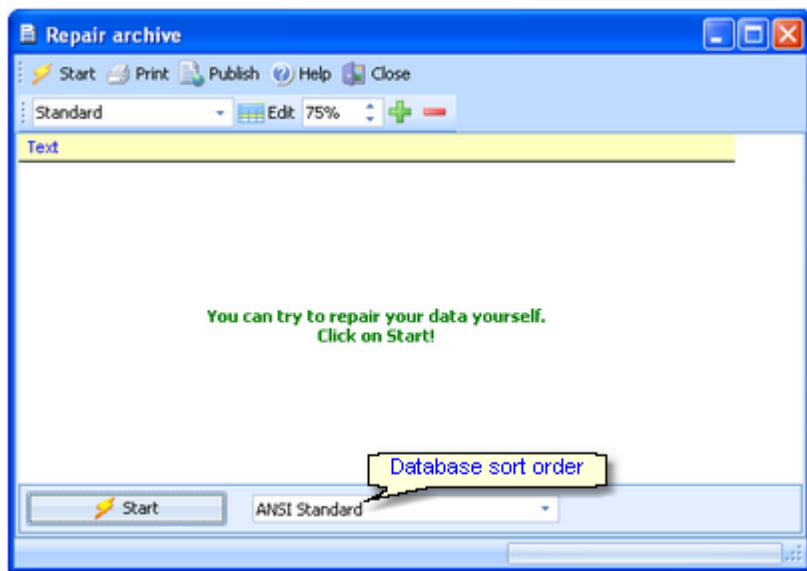 Repair archive
Start Print Publish Help Close
Standard Edit 75%
Text
You can try to repair your data yourself.
Click on Start!
Database sort order
Start ANSI Standard